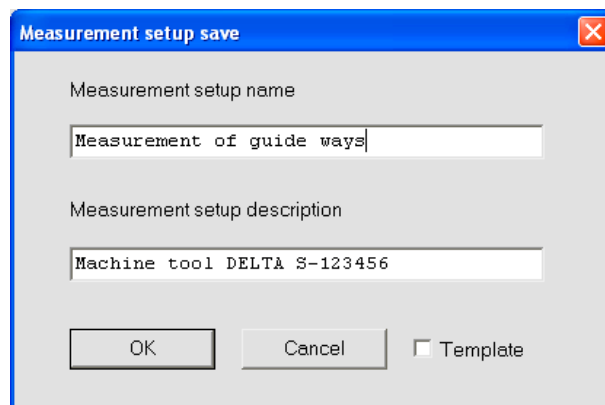 Measurement setup save
Measurement setup name
Measurement of guide ways
Measurement setup description
Machine tool DELTA S-123456
OK Cancel Template